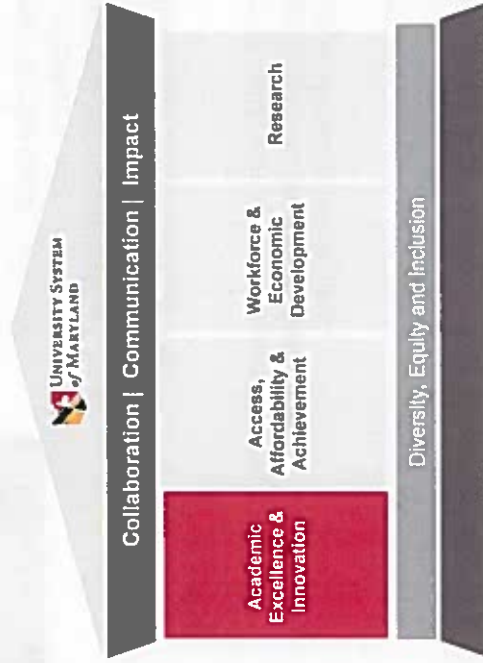 UNIVERSITY SYSTEM
of MARYLAND
Collaboration | Communication | Impact
Academic
Excellence &
Innovation
Access,
Affordability &
Achievement
Workforce &
Economic
Development
Research
Diversity, Equity and Inclusion